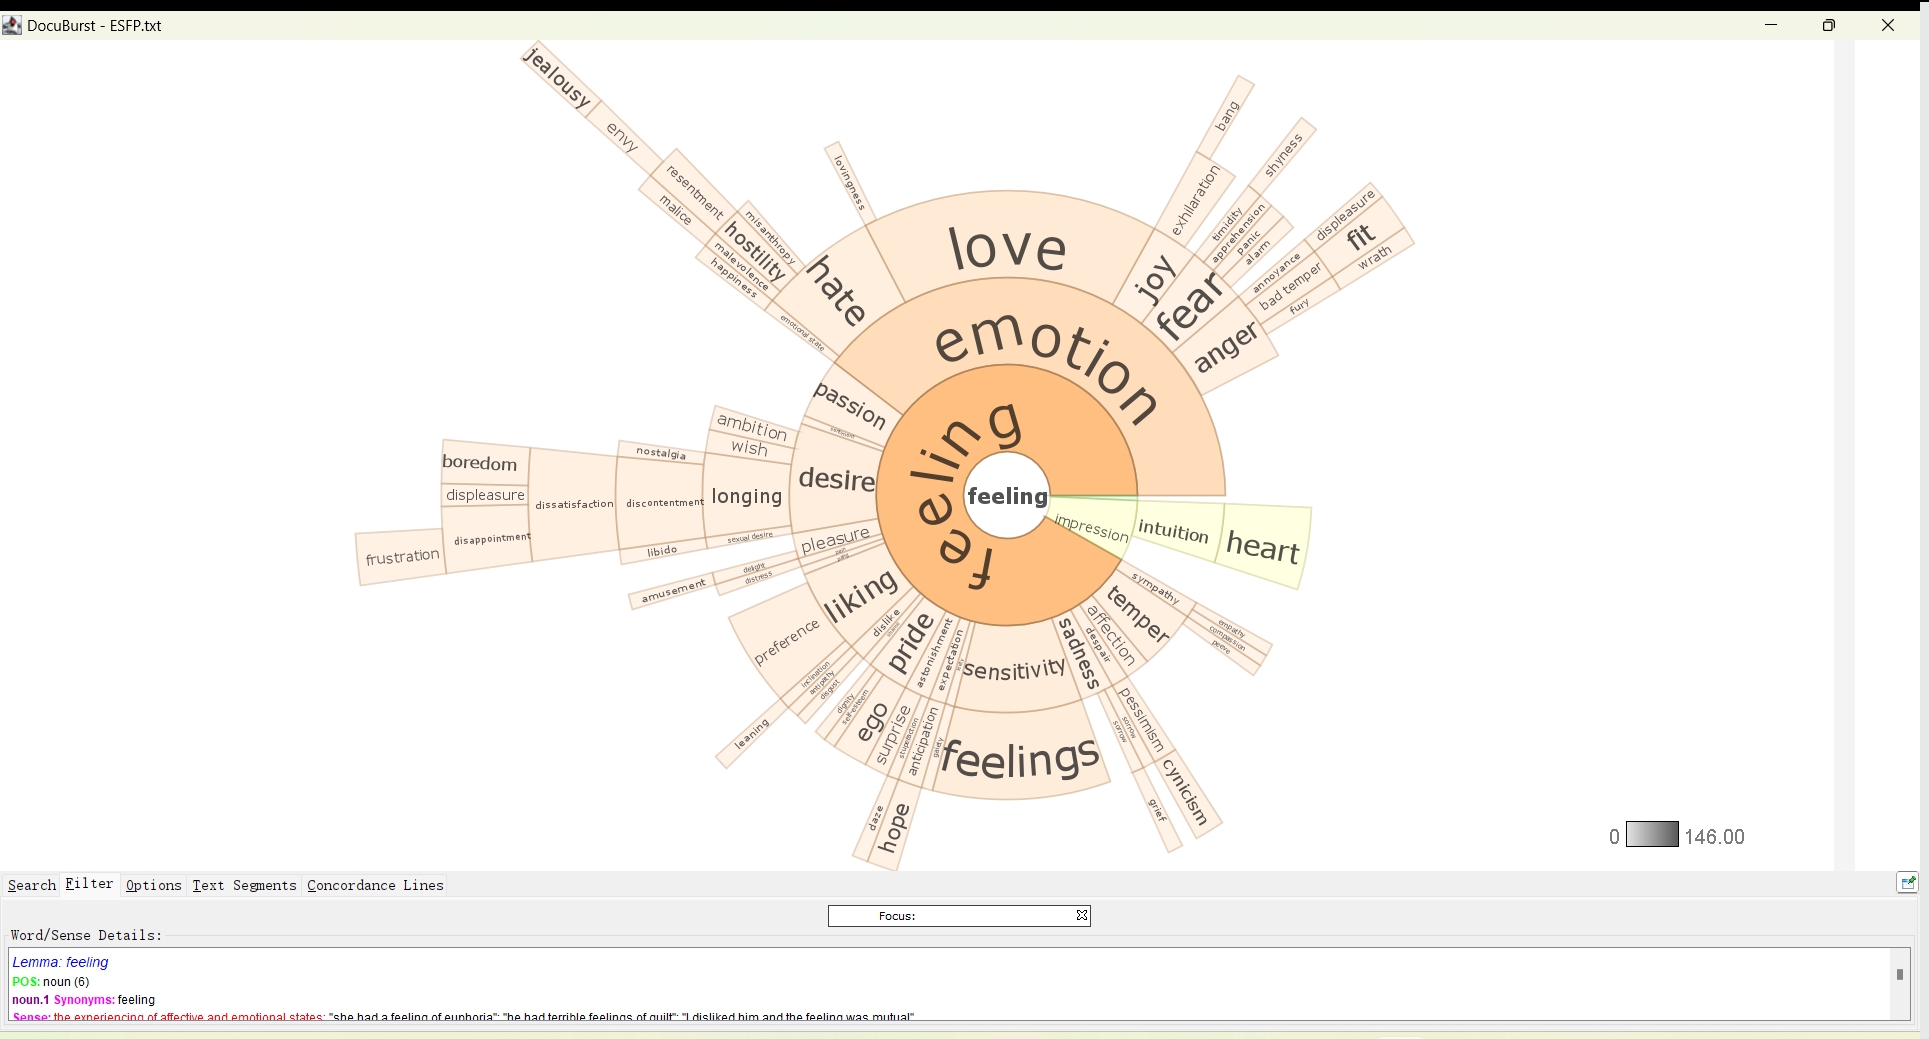 DocuBurst - ESFP.txt
jealousy
envy
resentment
malice
misanthropy
hostility
malevolence
happiness
hate
emotional state
lovingness
love
emotion
feeling
feeling
bang
exhilaration
joy
shyness
timidity
apprehension
panic
alarm
fear
displeasure
fit
wrath
annoyance
bad temper
fury
anger
passion
sentiment
ambition
wish
desire
nostalgia
longing
boredom
displeasure
dissatisfaction
discontentment
disappointment
frustration
sexual desire
libido
pleasure
pain
delight
distress
amusement
liking
preference
inclination
antipathy
disgust
leaning
dislike
pride
dignity
self-esteem
ego
astonishment
surprise
stupefaction
daze
expectation
anticipation
hope
gaiety
sensitivity
feelings
sadness
despair
affection
temper
sympathy
empathy
compassion
pessimism
sorrow
sorrow
cynicism
grief
impression
intuition
heart
0 146.00
Search Filter Options Text Segments Concordance Lines
Focus:
Word/Sense Details:
Lemma: feeling
POS: noun (6)
noun.1 Synonyms: feeling
Sense: the experiencing of affective and emotional states; "she had a feeling of euphoria"; "he had terrible feelings of guilt"; "I disliked him and the feeling was mutual"